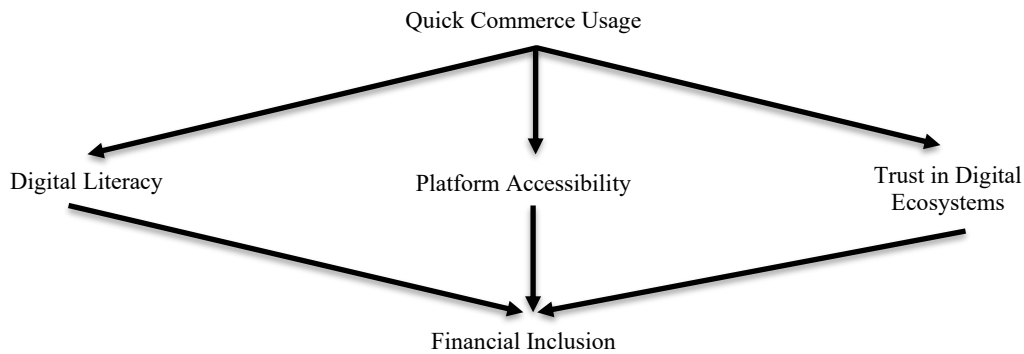 Quick Commerce Usage
Digital Literacy
Platform Accessibility
Trust in Digital
Ecosystems
Financial Inclusion